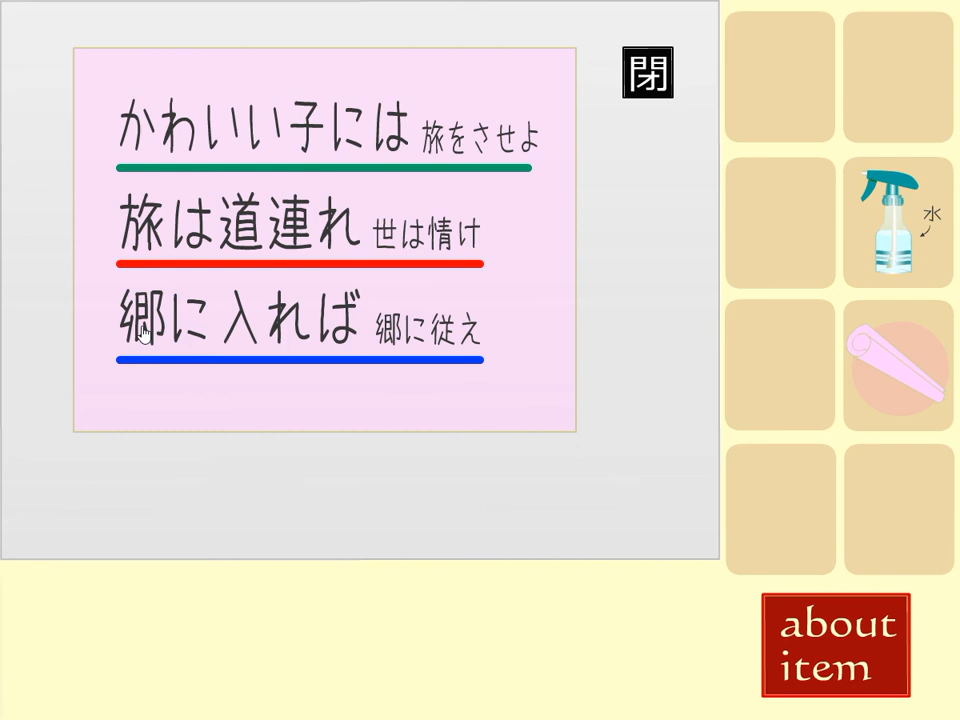 かわいい子には 旅をさせよ
旅は道連れ 世は情け
郷に入れば 郷に従え
閉
水
about
item